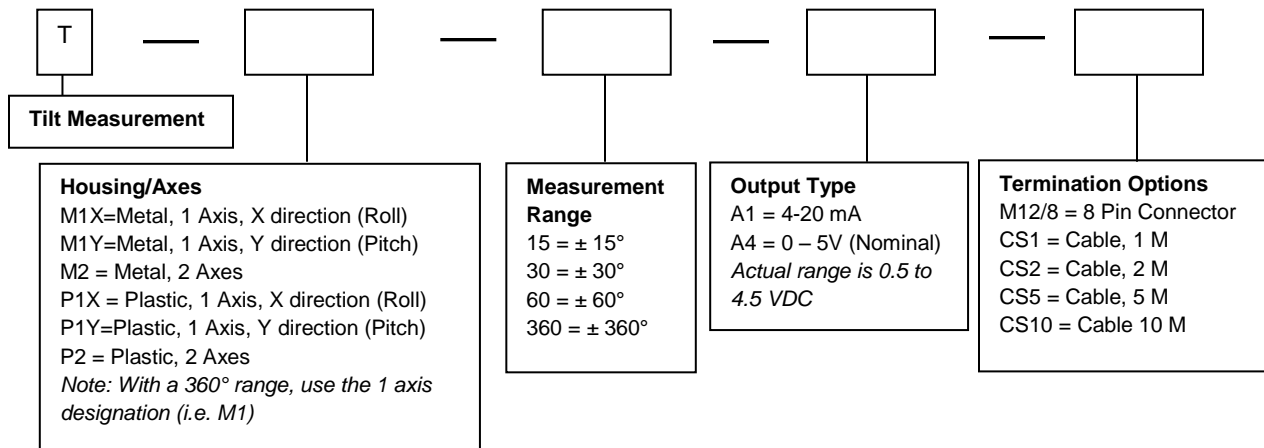 T
Tilt Measurement
Housing/Axes
M1X=Metal, 1 Axis, X direction (Roll)
M1Y=Metal, 1 Axis, Y direction (Pitch)
M2 = Metal, 2 Axes
P1X = Plastic, 1 Axis, X direction (Roll)
P1Y=Plastic, 1 Axis, Y direction (Pitch)
P2 = Plastic, 2 Axes
Note: With a 360° range, use the 1 axis
designation (i.e. M1)
Measurement
Range
15 = ± 15°
30 = ± 30°
60 = ± 60°
360 = ± 360°
Output Type
A1 = 4-20 mA
A4 = 0 – 5V (Nominal)
Actual range is 0.5 to
4.5 VDC
Termination Options
M12/8 = 8 Pin Connector
CS1 = Cable, 1 M
CS2 = Cable, 2 M
CS5 = Cable, 5 M
CS10 = Cable 10 M